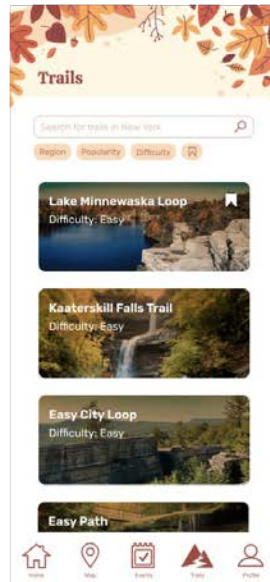 Trails
Search for trails in New York
Region Popularity Difficulty
Lake Minnewaska Loop
Difficulty: Easy
Kaaterskill Falls Trail
Difficulty: Easy
Easy City Loop
Difficulty: Easy
Easy Path
Home Map Events Trails Profile